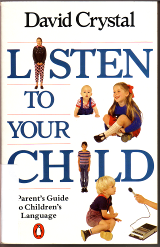 David Crystal
LISTEN
TO
YOUR
CHILD
Parent's Guide
o Children's
Language